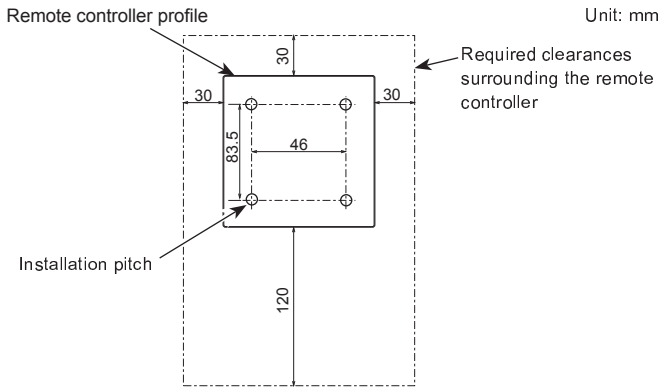 Remote controller profile
Unit: mm
30
Required clearances
surrounding the remote
controller
30
30
83.5
46
Installation pitch
120